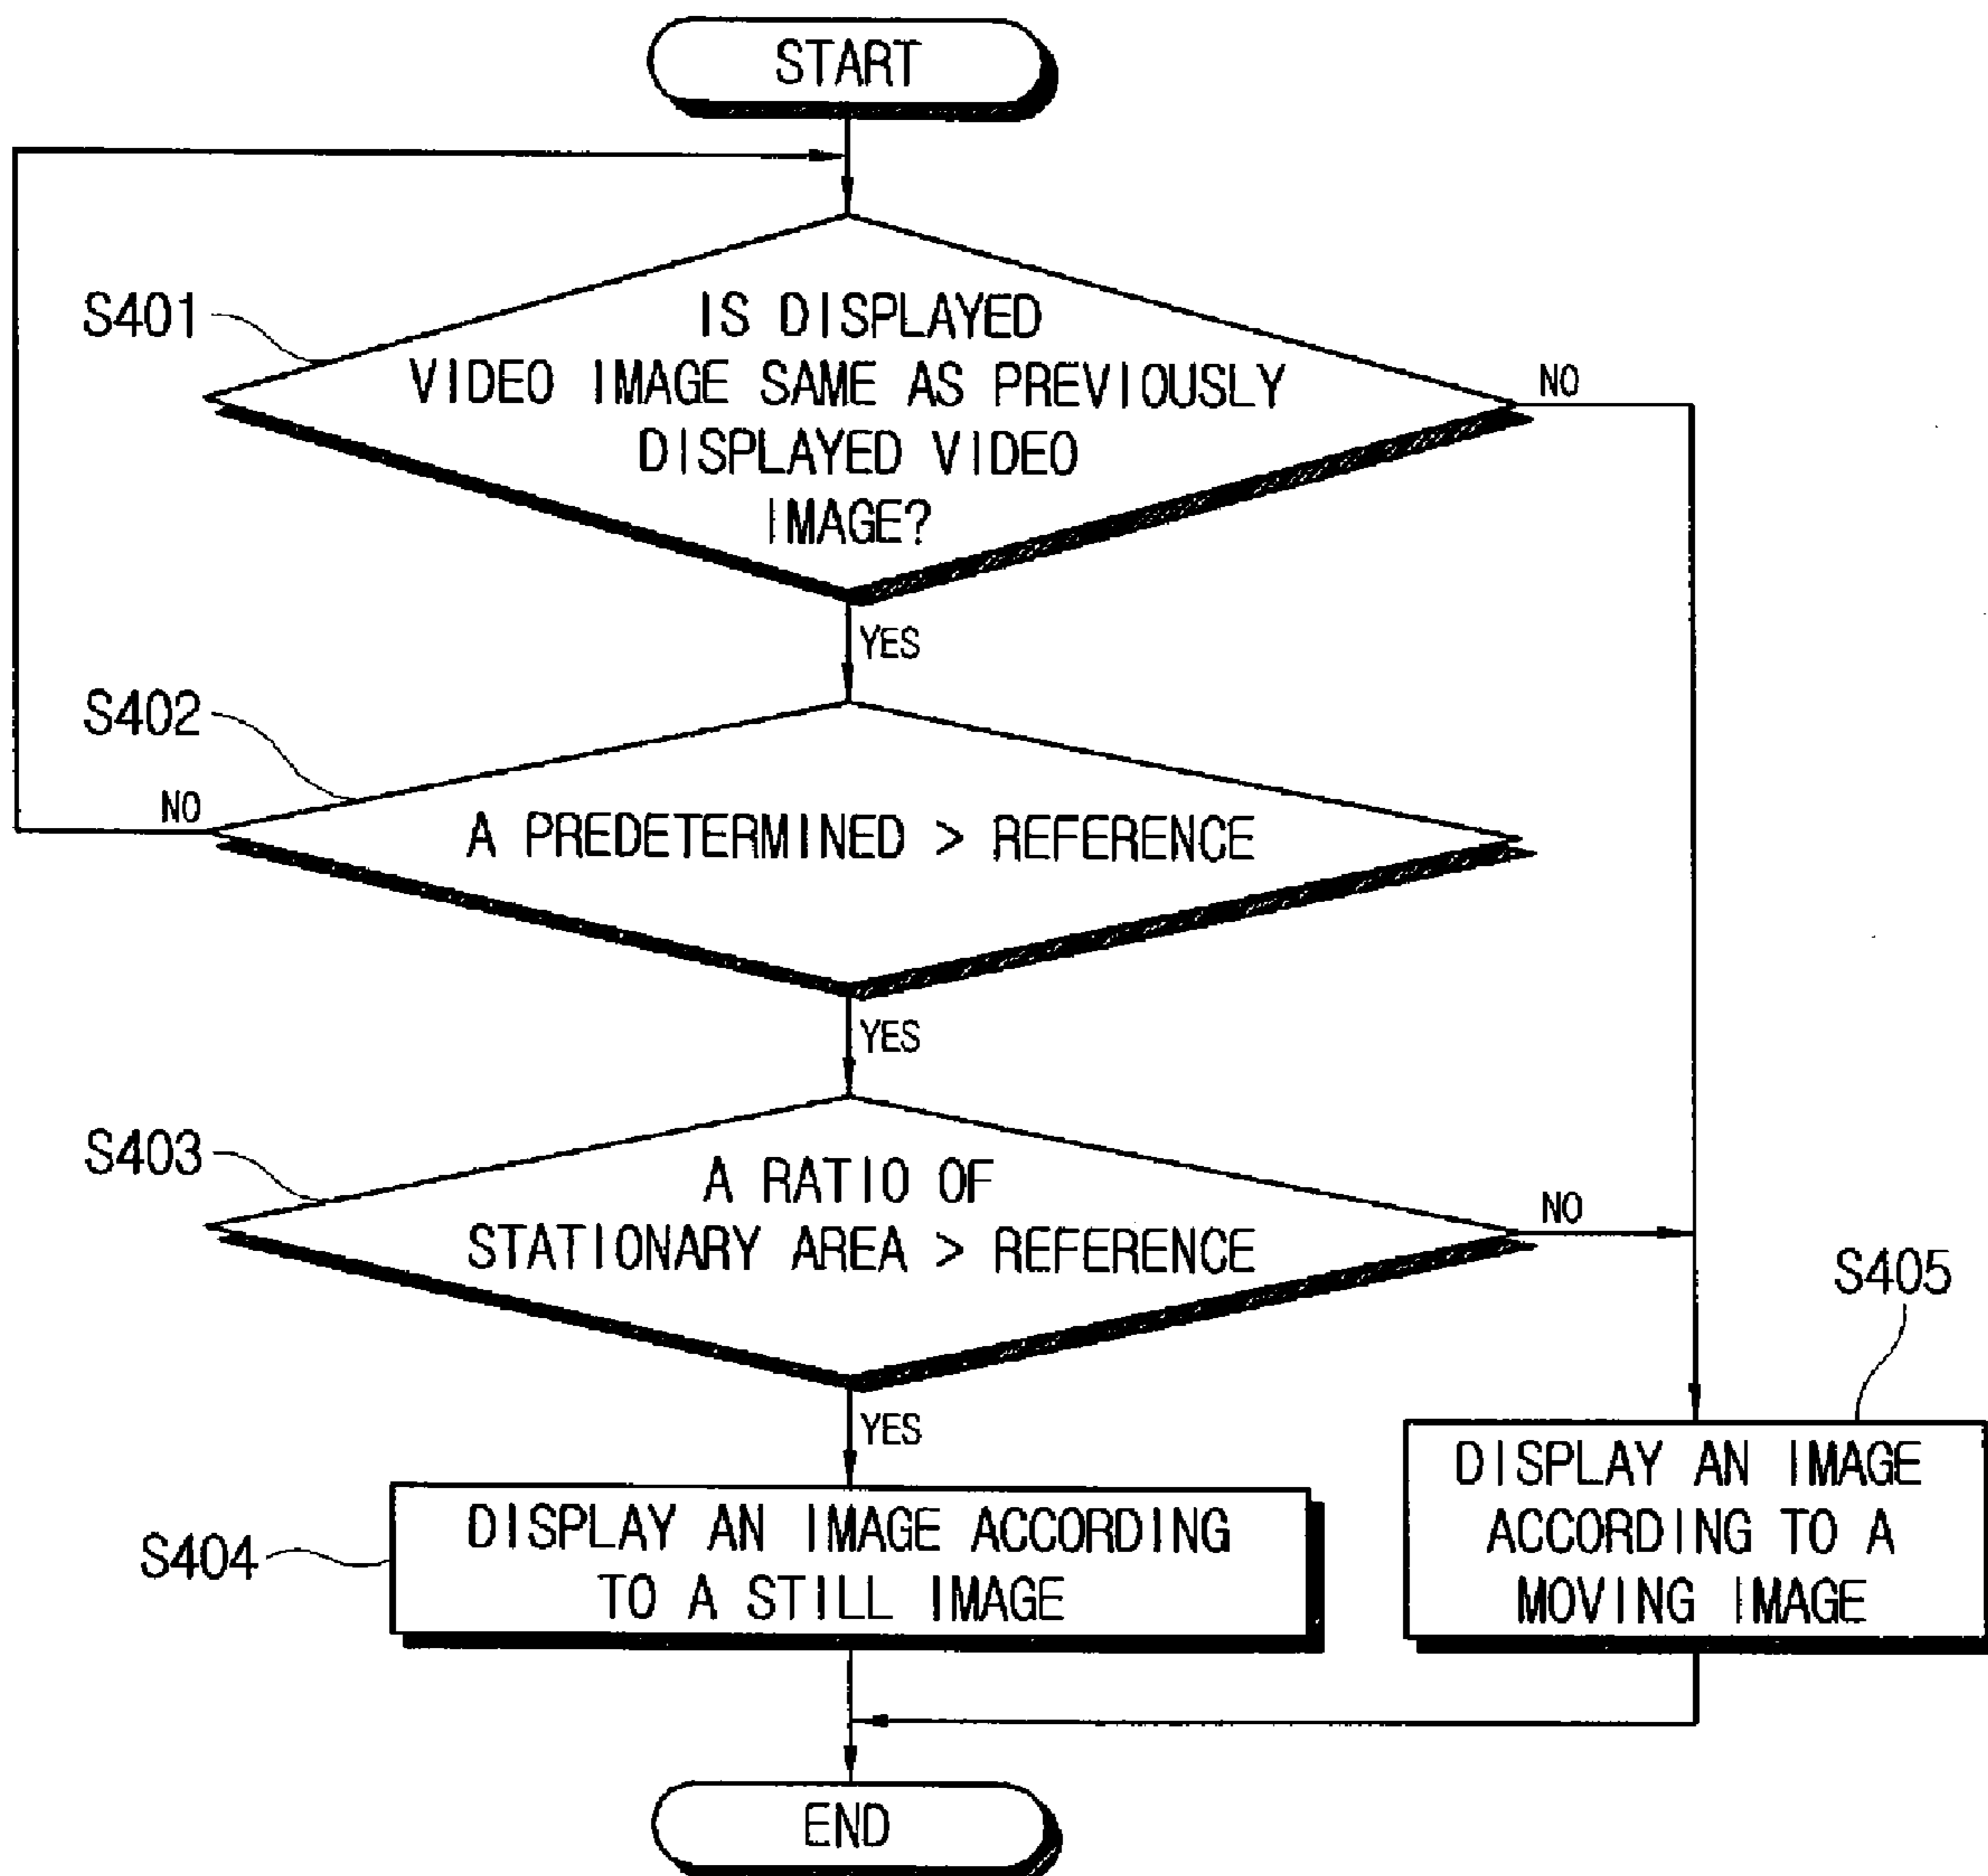 START
S401
IS DISPLAYED
VIDEO IMAGE SAME AS PREVIOUSLY
DISPLAYED VIDEO
IMAGE?
NO
YES
S402
NO
A PREDETERMINED > REFERENCE
YES
S403
A RATIO OF
STATIONARY AREA > REFERENCE
NO
YES
S405
S404
DISPLAY AN IMAGE ACCORDING
TO A STILL IMAGE
DISPLAY AN IMAGE
ACCORDING TO A
MOVING IMAGE
END